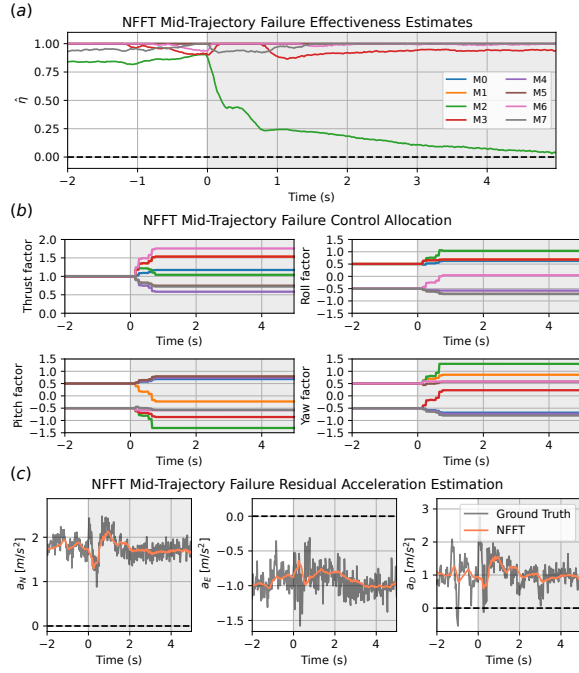 (a)
NFFT Mid-Trajectory Failure Effectiveness Estimates
1.00
0.75
0.50
0.25
0.00
η̂
M0 M4
M1 M5
M2 M6
M3 M7
−2 −1 0 1 2 3 4
Time (s)
(b)
NFFT Mid-Trajectory Failure Control Allocation
Thrust factor
2.0
1.5
1.0
0.5
0.0
−2 0 2 4
Time (s)
Roll factor
1.5
1.0
0.5
0.0
−0.5
−1.0
−1.5
−2 0 2 4
Time (s)
Pitch factor
1.5
1.0
0.5
0.0
−0.5
−1.0
−1.5
−2 0 2 4
Time (s)
Yaw factor
1.5
1.0
0.5
0.0
−0.5
−1.0
−1.5
−2 0 2 4
Time (s)
(c)
NFFT Mid-Trajectory Failure Residual Acceleration Estimation
a_N [m/s²]
2
1
0
−2 0 2 4
Time (s)
a_E [m/s²]
0.0
−0.5
−1.0
−1.5
−2 0 2 4
Time (s)
a_D [m/s²]
3
2
1
0
Ground Truth
NFFT
−2 0 2 4
Time (s)